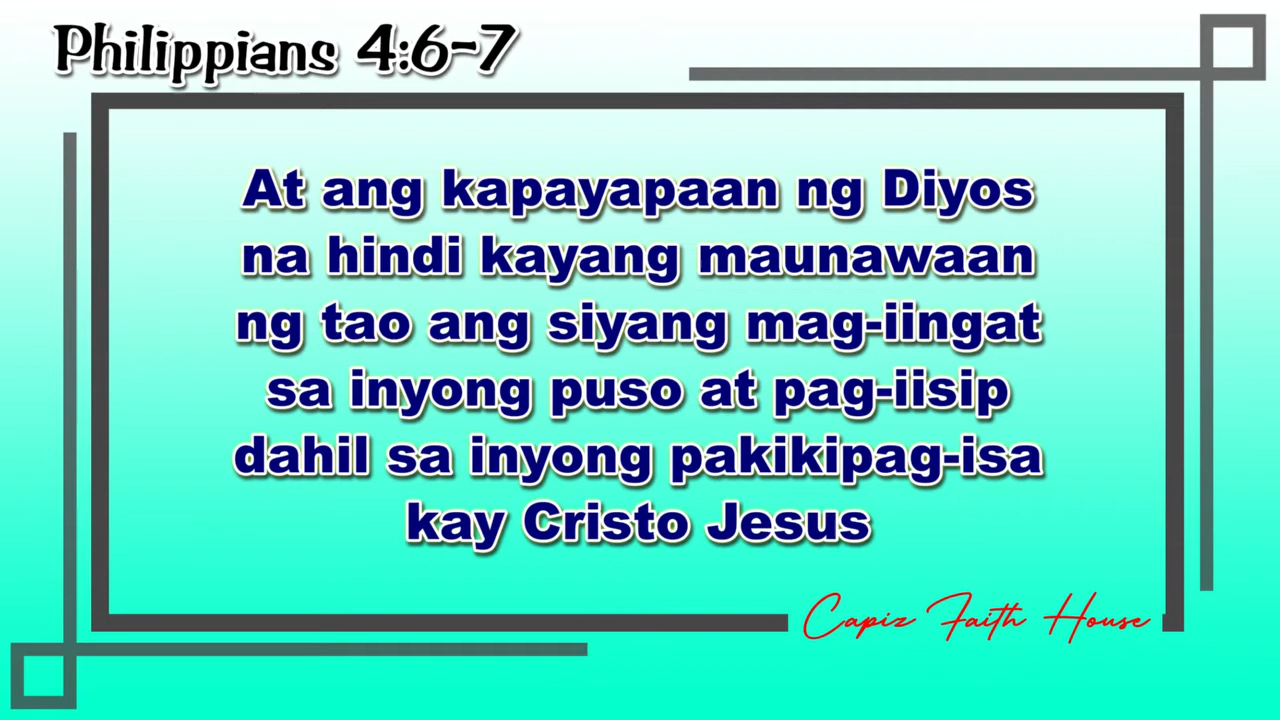 Philippians 4:6-7
At ang kapayapaan ng Diyos
na hindi kayang maunawaan
ng tao ang siyang mag-iingat
sa inyong puso at pag-iisip
dahil sa inyong pakikipag-isa
kay Cristo Jesus
Capiz Faith House